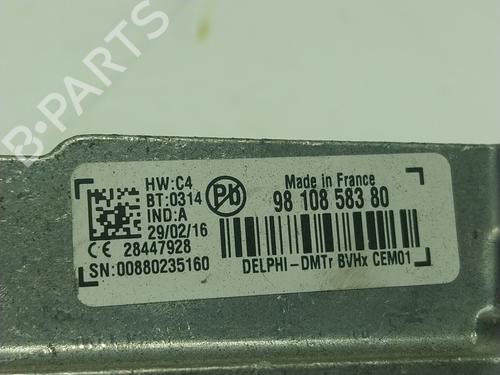 B-PARTS
HW:C4
BT:0314
IND:A
29/02/16
CE 28447928
SN:00880235160
Pb
Made in France
98 108 583 80
DELPHI-DMTr BVHx CEM01